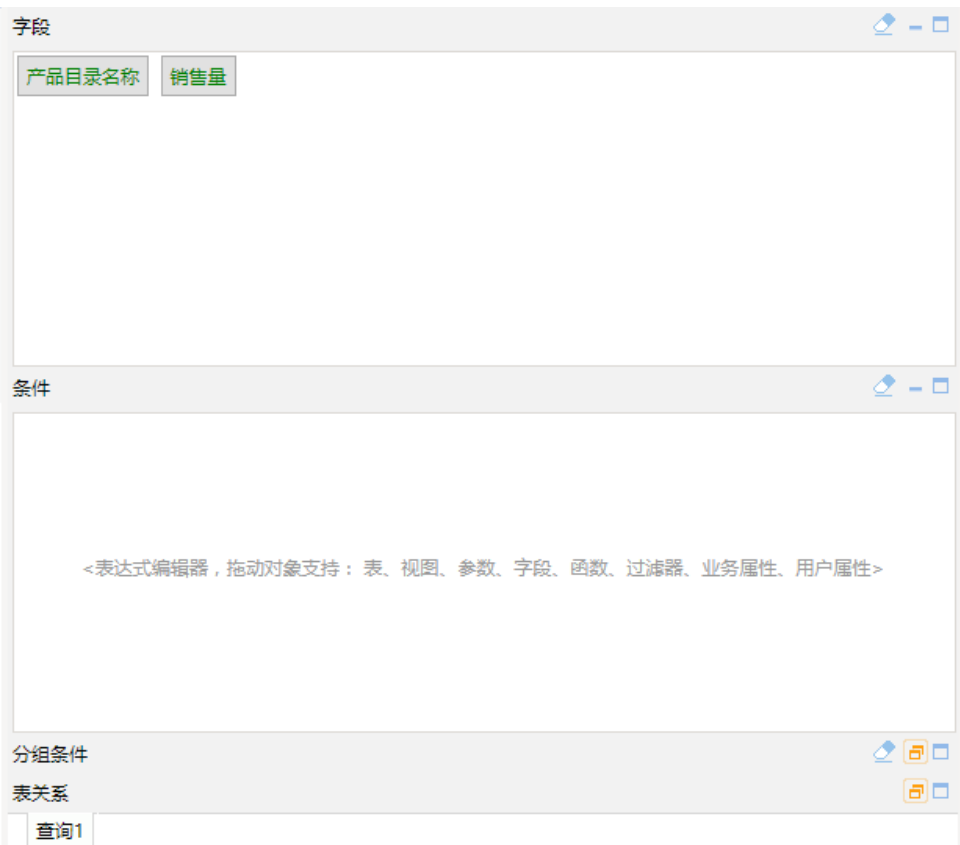 字段
产品目录名称 销售量
条件
<表达式编辑器，拖动对象支持： 表、视图、参数、字段、函数、过滤器、业务属性、用户属性>
分组条件
表关系
查询1